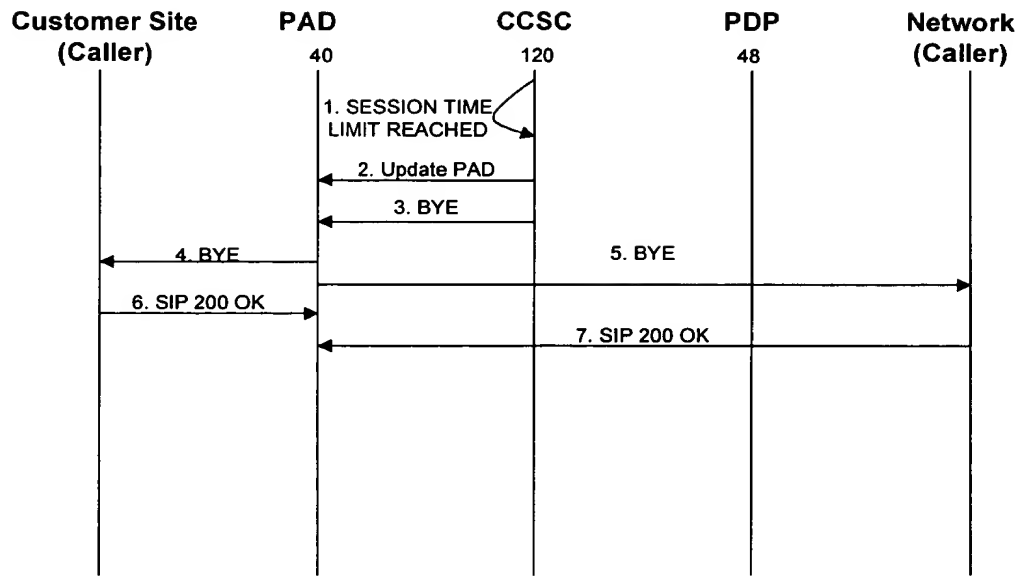 Customer Site
(Caller)
PAD
40
CCSC
120
PDP
48
Network
(Caller)
1. SESSION TIME
LIMIT REACHED
2. Update PAD
3. BYE
4. BYE
5. BYE
6. SIP 200 OK
7. SIP 200 OK